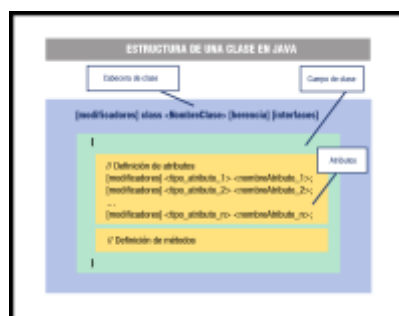 ESTRUCTURA DE UNA CLASE EN JAVA
Cabecera de clase
Cuerpo de clase
[modificadores] class <NombreClase> [herencia] [interfaces]
{
Atributos
// Definición de atributos
[modificadores] <tipo_atributo_1> <nombreAtributo_1>;
[modificadores] <tipo_atributo_2> <nombreAtributo_2>;
...
[modificadores] <tipo_atributo_n> <nombreAtributo_n>;
// Definición de métodos
}